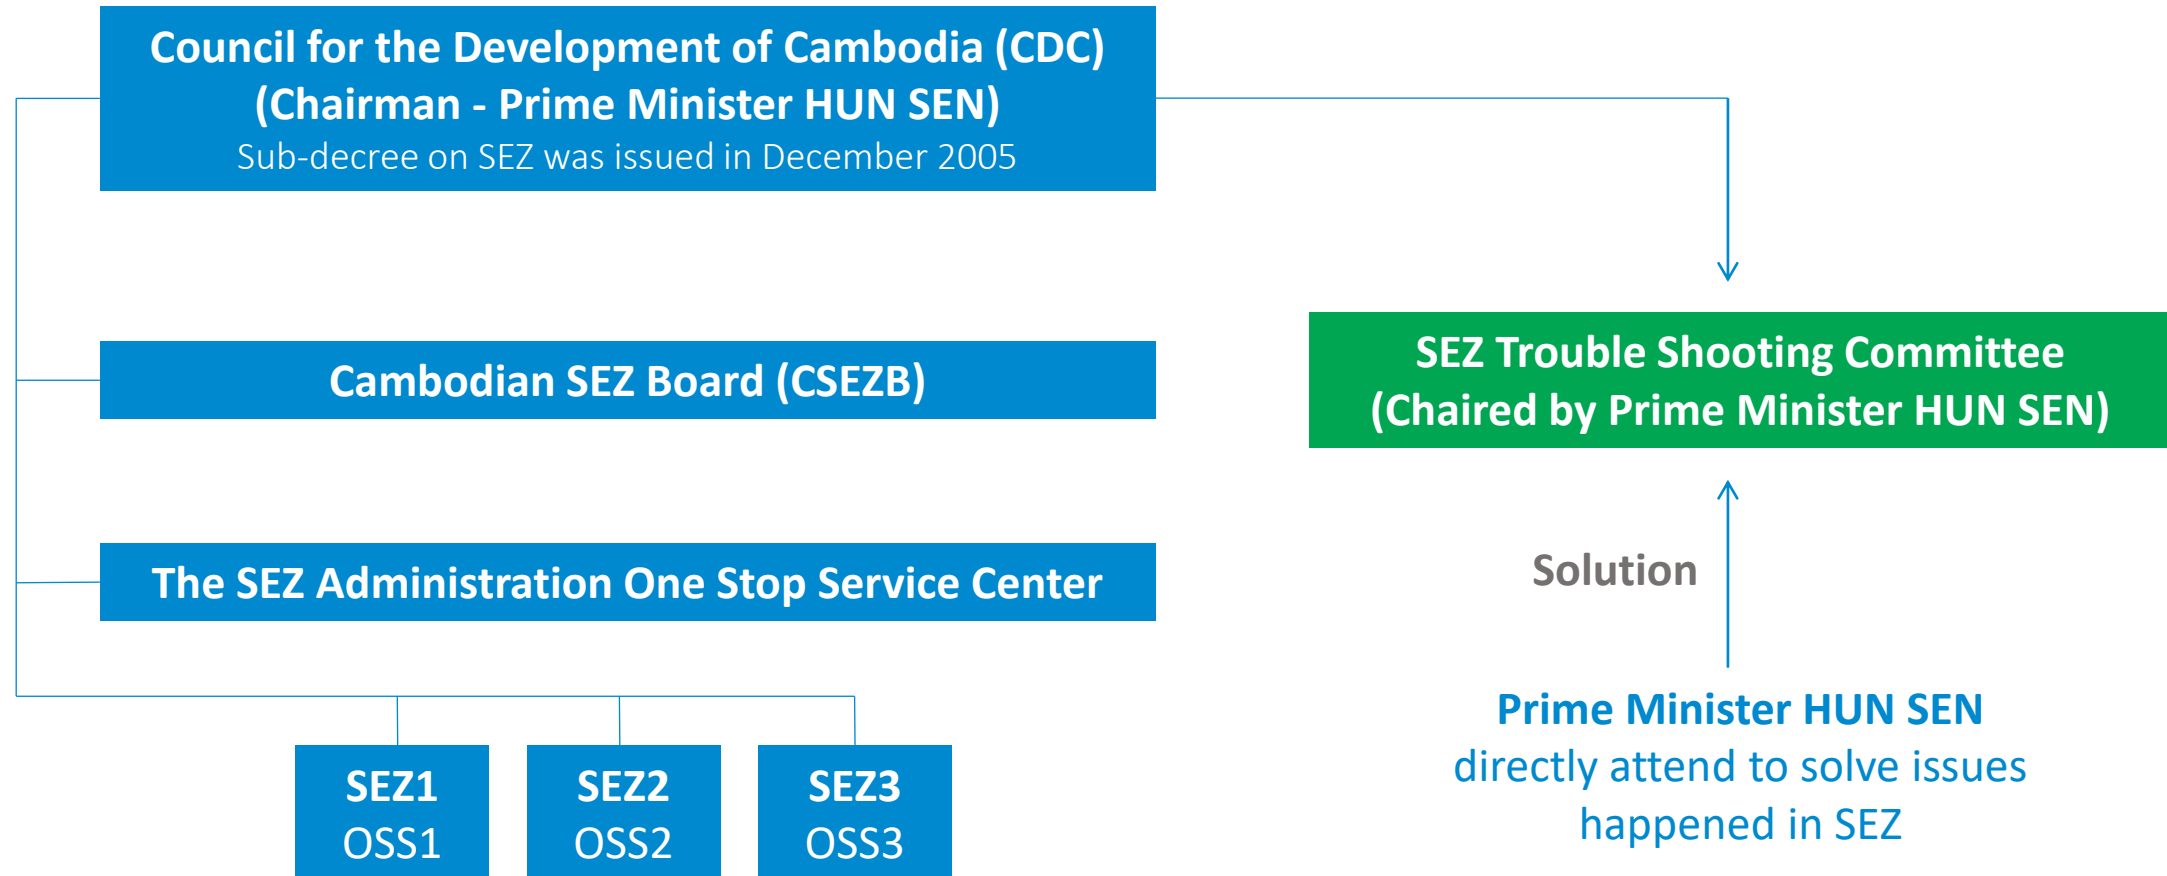 Council for the Development of Cambodia (CDC)
(Chairman - Prime Minister HUN SEN)
Sub-decree on SEZ was issued in December 2005
Cambodian SEZ Board (CSEZB)
SEZ Trouble Shooting Committee
(Chaired by Prime Minister HUN SEN)
The SEZ Administration One Stop Service Center
Solution
SEZ1
OSS1
SEZ2
OSS2
SEZ3
OSS3
Prime Minister HUN SEN
directly attend to solve issues
happened in SEZ